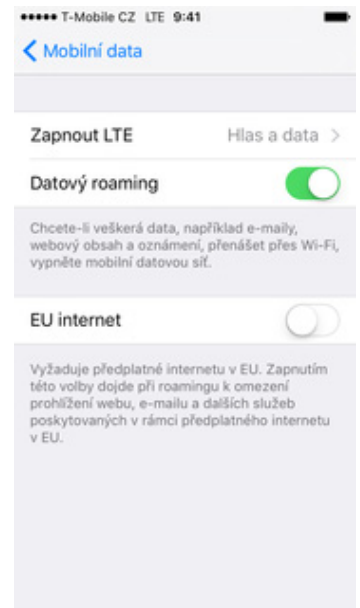 T-Mobile CZ LTE 9:41
Mobilní data
Zapnout LTE Hlas a data
Datový roaming
Chcete-li veškerá data, například e-maily,
webový obsah a oznámení, přenášet přes Wi-Fi,
vypněte mobilní datovou síť.
EU internet
Vyžaduje předplatné internetu v EU. Zapnutím
této volby dojde při roamingu k omezení
prohlížení webu, e-mailu a dalších služeb
poskytovaných v rámci předplatného internetu
v EU.